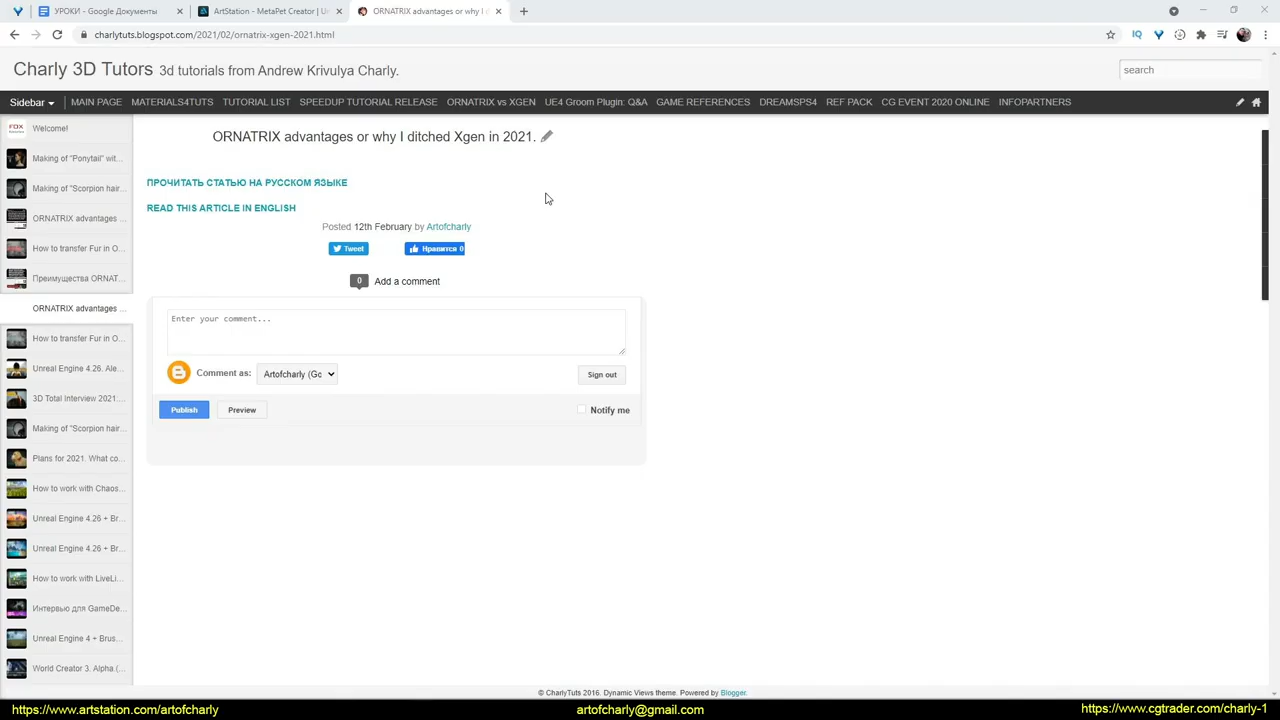 УРОКИ - Google Документы
ArtStation - MetaPet Creator | Un
ORNATRIX advantages or why I di
charlytuts.blogspot.com/2021/02/ornatrix-xgen-2021.html
Charly 3D Tutors 3d tutorials from Andrew Krivulya Charly.
search
Sidebar
MAIN PAGE MATERIALS4TUTS TUTORIAL LIST SPEEDUP TUTORIAL RELEASE ORNATRIX vs XGEN UE4 Groom Plugin: Q&A GAME REFERENCES DREAMSPS4 REF PACK CG EVENT 2020 ONLINE INFOPARTNERS
Welcome!
Making of "Ponytail" wit...
Making of "Scorpion hair...
ORNATRIX advantages ...
How to transfer Fur in O...
Преимущества ORNAT...
ORNATRIX advantages ...
How to transfer Fur in O...
Unreal Engine 4.26. Ale...
3D Total Interview 2021...
Making of "Scorpion hair...
Plans for 2021. What co...
How to work with Chaos...
Unreal Engine 4.26 + Br...
Unreal Engine 4.26 + Br...
How to work with LiveLi...
Интервью для GameDe...
Unreal Engine 4 + Brus...
World Creator 3. Alpha (...
ORNATRIX advantages or why I ditched Xgen in 2021.
ПРОЧИТАТЬ СТАТЬЮ НА РУССКОМ ЯЗЫКЕ
READ THIS ARTICLE IN ENGLISH
Posted 12th February by Artofcharly
Tweet
Нравится 0
0 Add a comment
Enter your comment...
Comment as: Artofcharly (Gc
Sign out
Publish
Preview
Notify me
© CharlyTuts 2016. Dynamic Views theme. Powered by Blogger.
https://www.artstation.com/artofcharly
artofcharly@gmail.com
https://www.cgtrader.com/charly-1